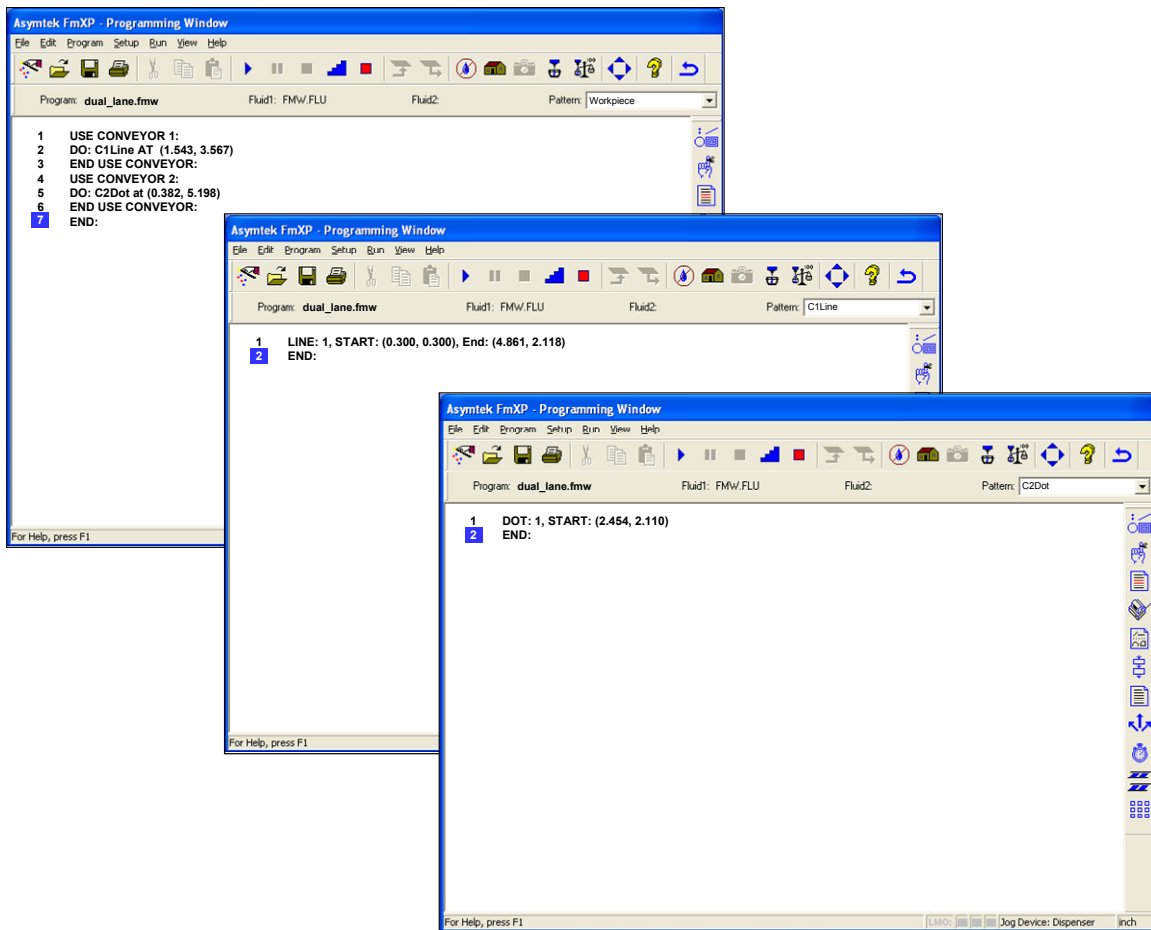 Asymtek FmXP - Programming Window
File Edit Program Setup Run View Help
Program: dual_lane.fmw Fluid1: FMW.FLU Fluid2: Pattern: Workpiece
1 USE CONVEYOR 1:
2 DO: C1Line AT (1.543, 3.567)
3 END USE CONVEYOR:
4 USE CONVEYOR 2:
5 DO: C2Dot at (0.382, 5.198)
6 END USE CONVEYOR:
7 END:
For Help, press F1
Asymtek FmXP - Programming Window
File Edit Program Setup Run View Help
Program: dual_lane.fmw Fluid1: FMW.FLU Fluid2: Pattern: C1Line
1 LINE: 1, START: (0.300, 0.300), End: (4.861, 2.118)
2 END:
For Help, press F1
Asymtek FmXP - Programming Window
File Edit Program Setup Run View Help
Program: dual_lane.fmw Fluid1: FMW.FLU Fluid2: Pattern: C2Dot
1 DOT: 1, START: (2.454, 2.110)
2 END:
For Help, press F1 LMO: Jog Device: Dispenser inch